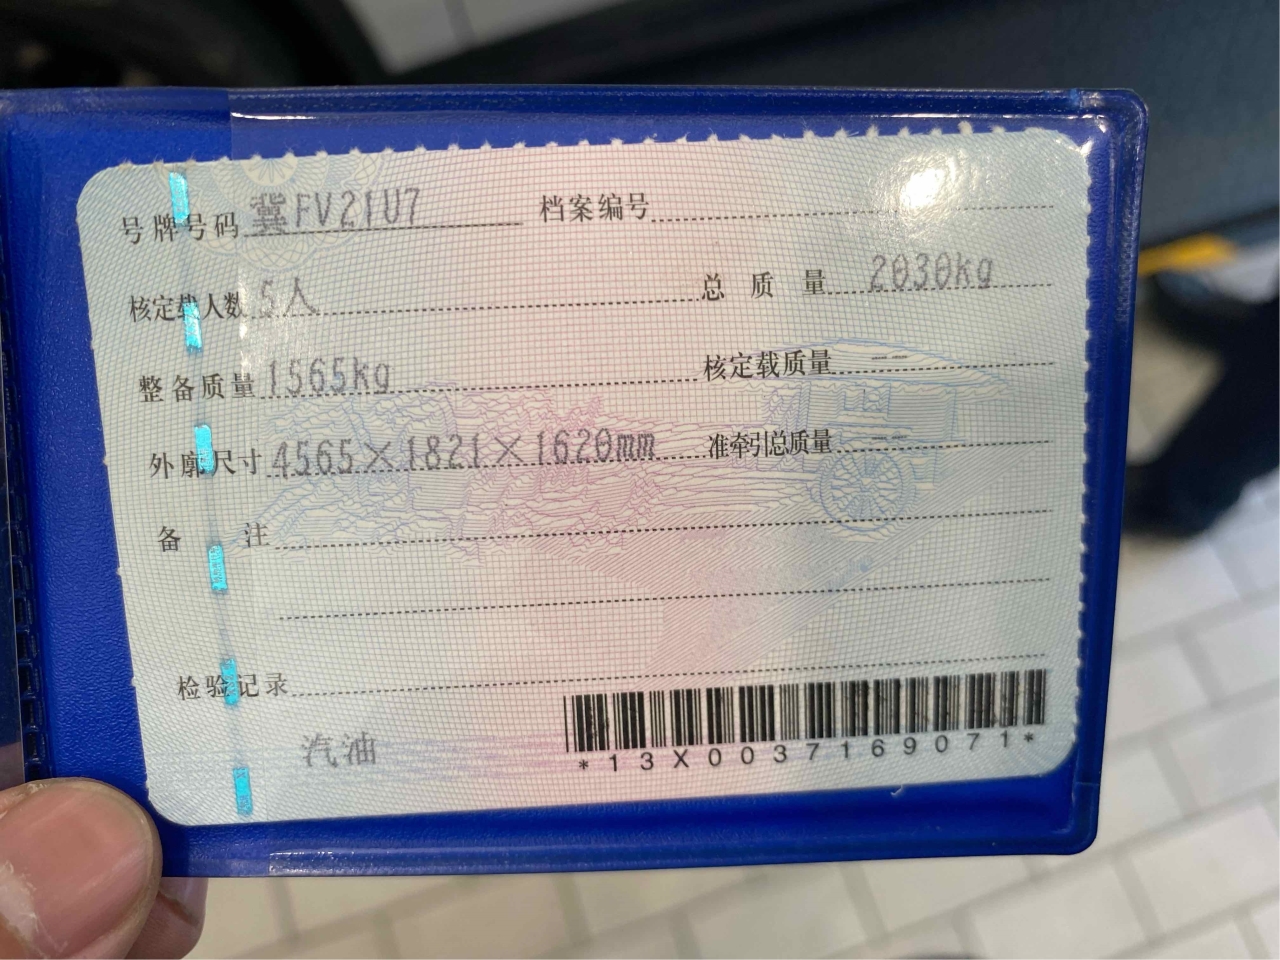 号牌号码 冀FV21U7 档案编号
核定载人数 5人 总质量 2030kg
整备质量 1565kg 核定载质量 --
外廓尺寸 4565×1821×1620mm 准牵引总质量 --
备注
检验记录
汽油
*13X0037169071*